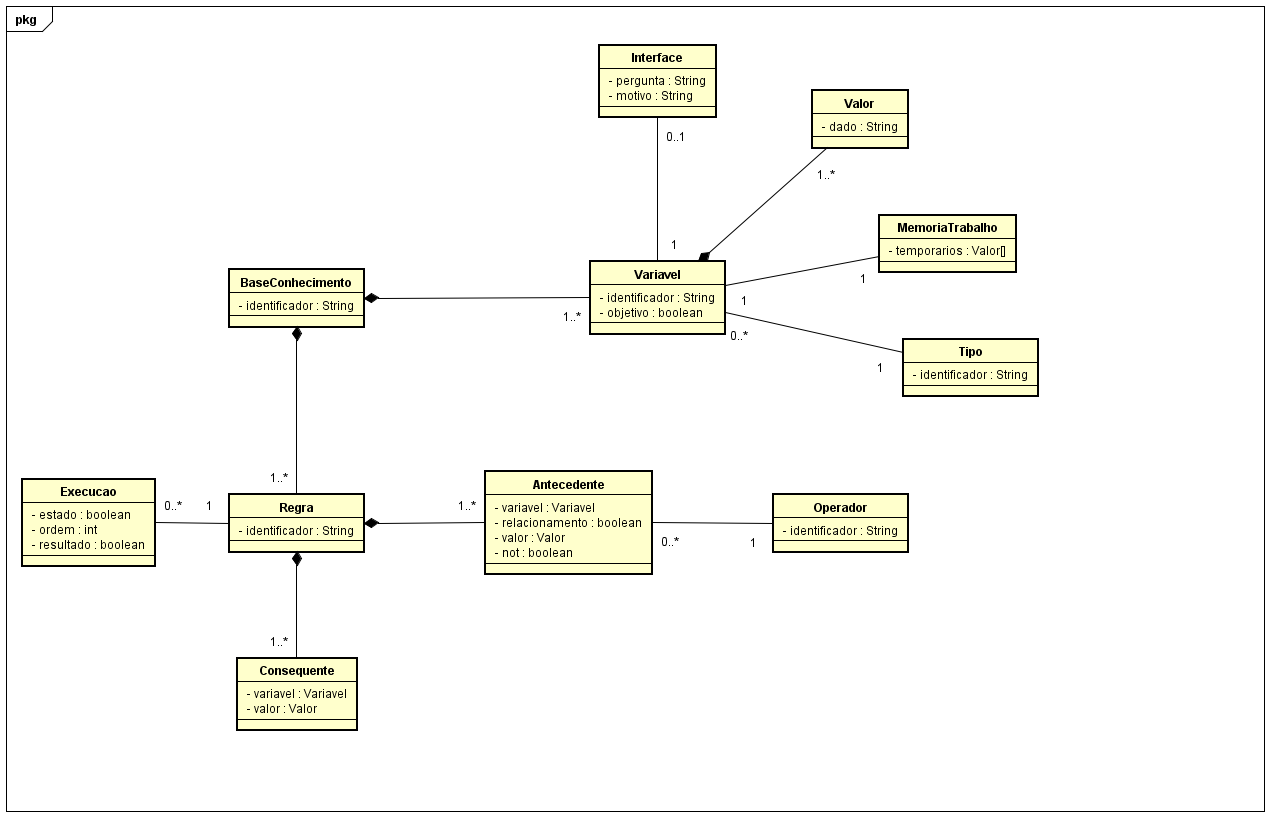 pkg
Interface
- pergunta : String
- motivo : String
0..1
Valor
- dado : String
1..*
MemoriaTrabalho
- temporarios : Valor[]
1
1
Variavel
- identificador : String
- objetivo : boolean
1
0..*
1..*
BaseConhecimento
- identificador : String
Tipo
- identificador : String
1
1..*
Execucao
- estado : boolean
- ordem : int
- resultado : boolean
0..*
1
Regra
- identificador : String
1..*
Antecedente
- variavel : Variavel
- relacionamento : boolean
- valor : Valor
- not : boolean
0..*
1
Operador
- identificador : String
1..*
Consequente
- variavel : Variavel
- valor : Valor